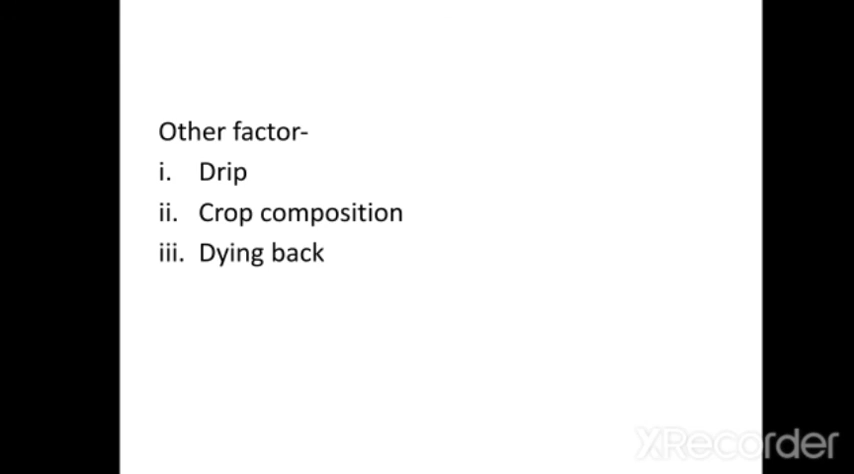 Other factor-
i. Drip
ii. Crop composition
iii. Dying back
XRecorder